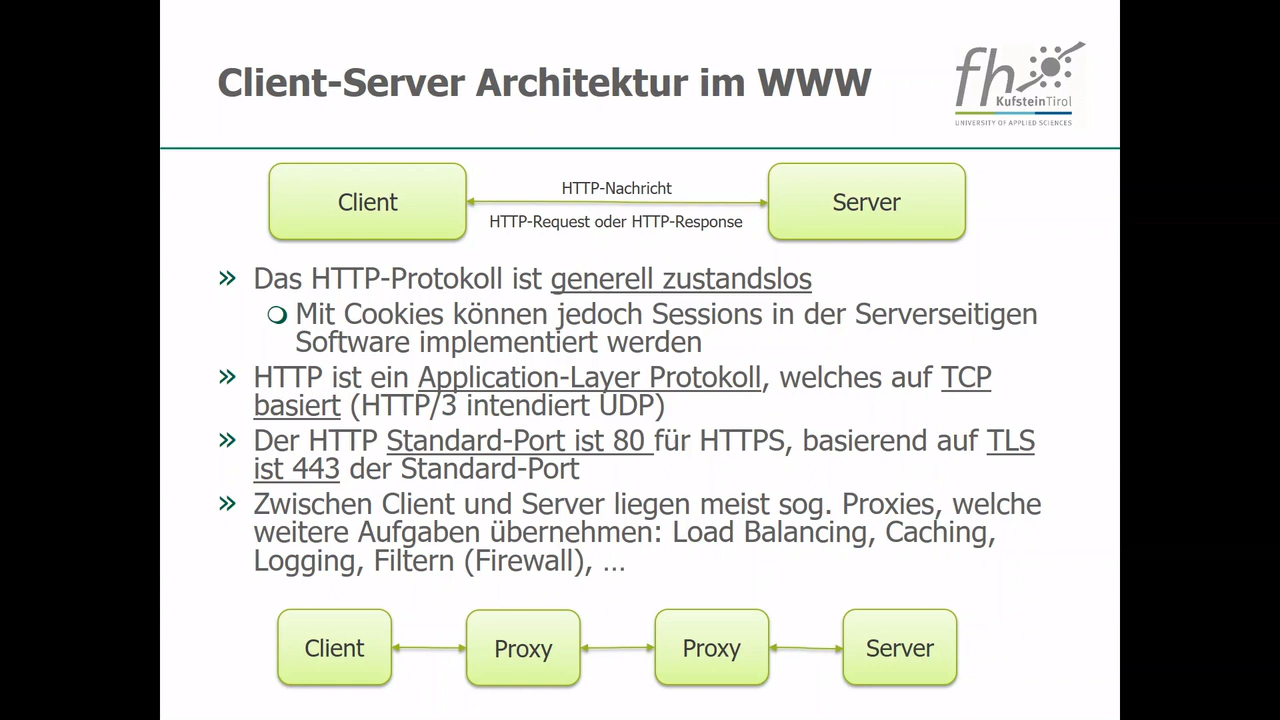 Client-Server Architektur im WWW
fh
KufsteinTirol
UNIVERSITY OF APPLIED SCIENCES
Client
HTTP-Nachricht
HTTP-Request oder HTTP-Response
Server
» Das HTTP-Protokoll ist generell zustandslos
Mit Cookies können jedoch Sessions in der Serverseitigen
Software implementiert werden
» HTTP ist ein Application-Layer Protokoll, welches auf TCP
basiert (HTTP/3 intendiert UDP)
» Der HTTP Standard-Port ist 80 für HTTPS, basierend auf TLS
ist 443 der Standard-Port
» Zwischen Client und Server liegen meist sog. Proxies, welche
weitere Aufgaben übernehmen: Load Balancing, Caching,
Logging, Filtern (Firewall), ...
Client
Proxy
Proxy
Server